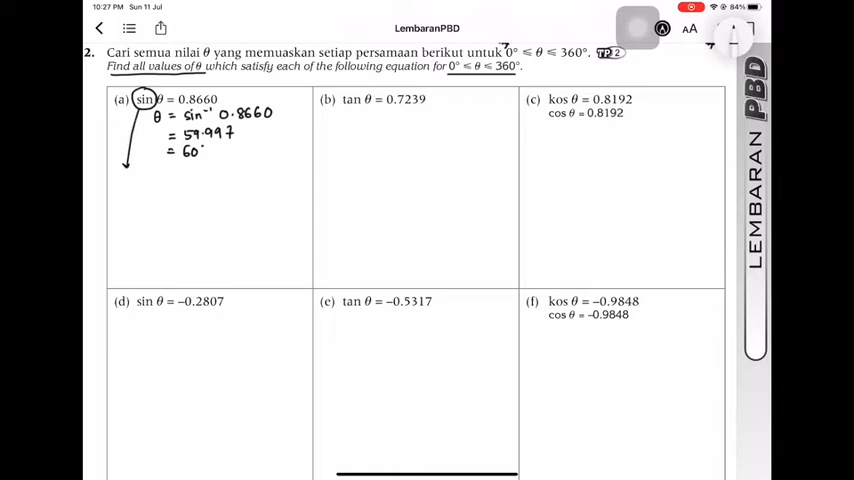 10:27 PM Sun 11 Jul
84%
LembaranPBD
AA
2. Cari semua nilai θ yang memuaskan setiap persamaan berikut untuk 0° ⩽ θ ⩽ 360°. TP 2
Find all values of θ which satisfy each of the following equation for 0° ⩽ θ ⩽ 360°.
(a) sin θ = 0.8660
θ = sin⁻¹ 0.8660
= 59.997
= 60°
(b) tan θ = 0.7239
(c) kos θ = 0.8192
cos θ = 0.8192
(d) sin θ = –0.2807
(e) tan θ = –0.5317
(f) kos θ = –0.9848
cos θ = –0.9848
LEMBARAN PBD